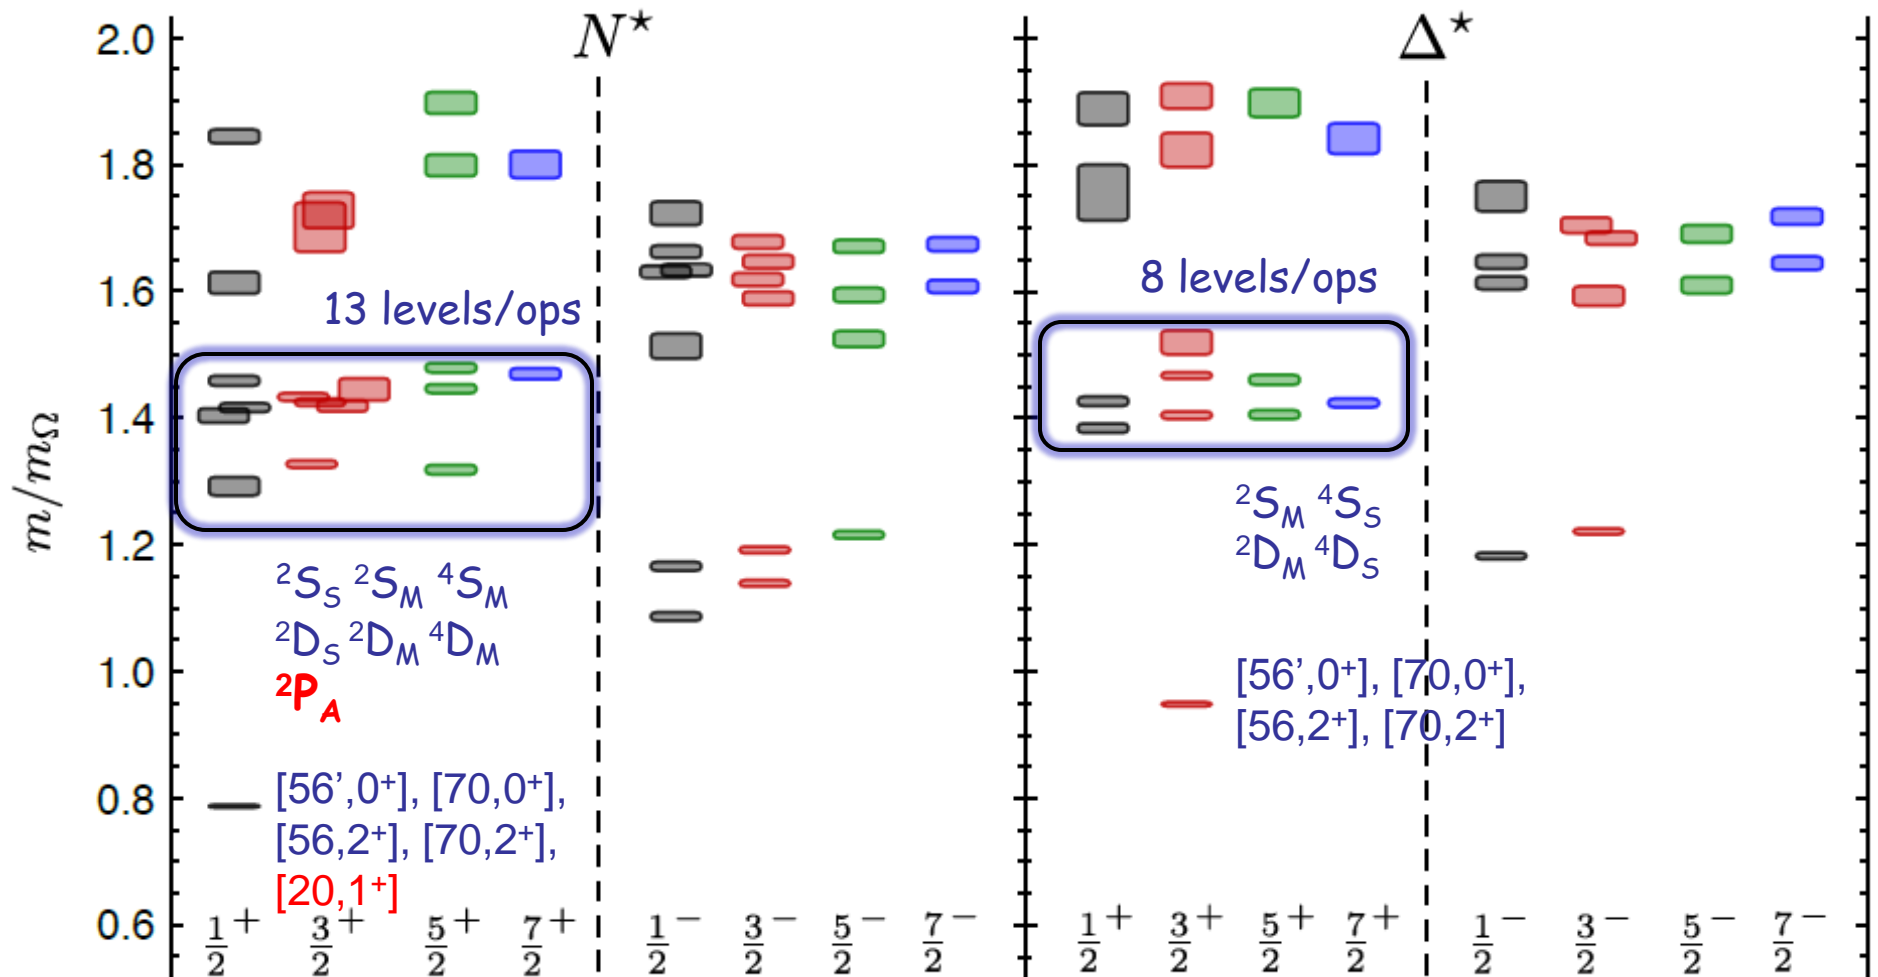 N⋆
Δ⋆
2.0
1.8
1.6
1.4
1.2
1.0
0.8
0.6
m/mΩ
13 levels/ops
8 levels/ops
²S_S ²S_M ⁴S_M
²D_S ²D_M ⁴D_M
²P_A
[56’,0⁺], [70,0⁺],
[56,2⁺], [70,2⁺],
[20,1⁺]
²S_M ⁴S_S
²D_M ⁴D_S
[56’,0⁺], [70,0⁺],
[56,2⁺], [70,2⁺]
1/2⁺ 3/2⁺ 5/2⁺ 7/2⁺ 1/2⁻ 3/2⁻ 5/2⁻ 7/2⁻ 1/2⁺ 3/2⁺ 5/2⁺ 7/2⁺ 1/2⁻ 3/2⁻ 5/2⁻ 7/2⁻